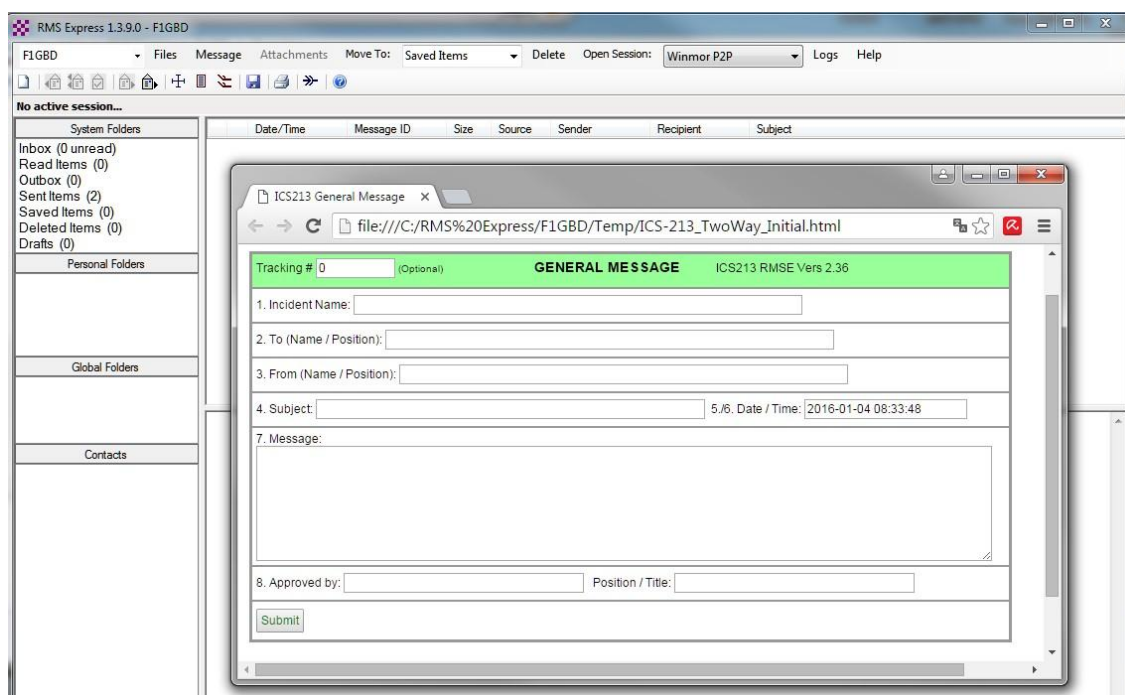 RMS Express 1.3.9.0 - F1GBD
F1GBD Files Message Attachments Move To: Saved Items Delete Open Session: Winmor P2P Logs Help
No active session...
System Folders
Inbox (0 unread)
Read Items (0)
Outbox (0)
Sent Items (2)
Saved Items (0)
Deleted Items (0)
Drafts (0)
Personal Folders
Global Folders
Contacts
Date/Time Message ID Size Source Sender Recipient Subject
ICS213 General Message
file:///C:/RMS%20Express/F1GBD/Temp/ICS-213_TwoWay_Initial.html
Tracking # 0 (Optional) GENERAL MESSAGE ICS213 RMSE Vers 2.36
1. Incident Name:
2. To (Name / Position):
3. From (Name / Position):
4. Subject: 5./6. Date / Time: 2016-01-04 08:33:48
7. Message:
8. Approved by: Position / Title:
Submit